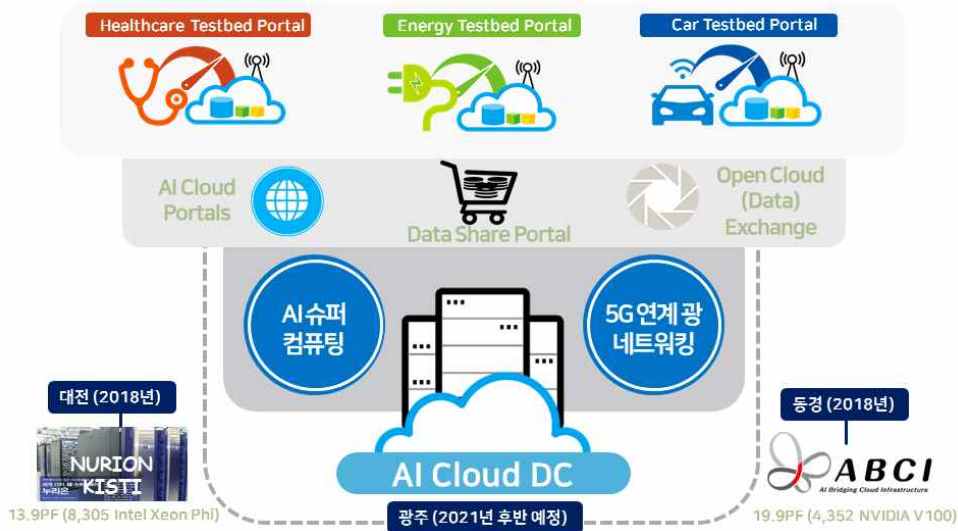 Healthcare Testbed Portal
Energy Testbed Portal
Car Testbed Portal
AI Cloud
Portals
Data Share Portal
Open Cloud
(Data)
Exchange
AI 슈퍼
컴퓨팅
5G 연계 광
네트워킹
대전 (2018년)
NURION
KISTI
누리온
13.9PF (8,305 Intel Xeon Phi)
AI Cloud DC
광주 (2021년 후반 예정)
동경 (2018년)
ABCI
AI Bridging Cloud Infrastructure
19.9PF (4,352 NVIDIA V100)